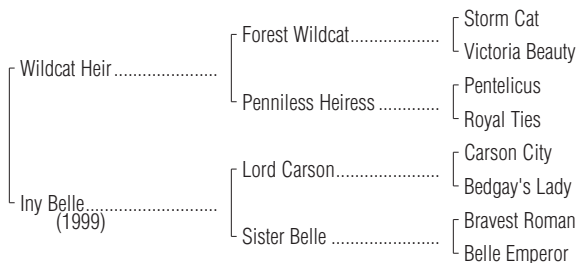 Storm Cat
Forest Wildcat....................
Victoria Beauty
Wildcat Heir.......................
Pentelicus
Penniless Heiress ..............
Royal Ties
Carson City
Lord Carson.......................
Bedgay's Lady
Iny Belle.............................
(1999)
Bravest Roman
Sister Belle ........................
Belle Emperor